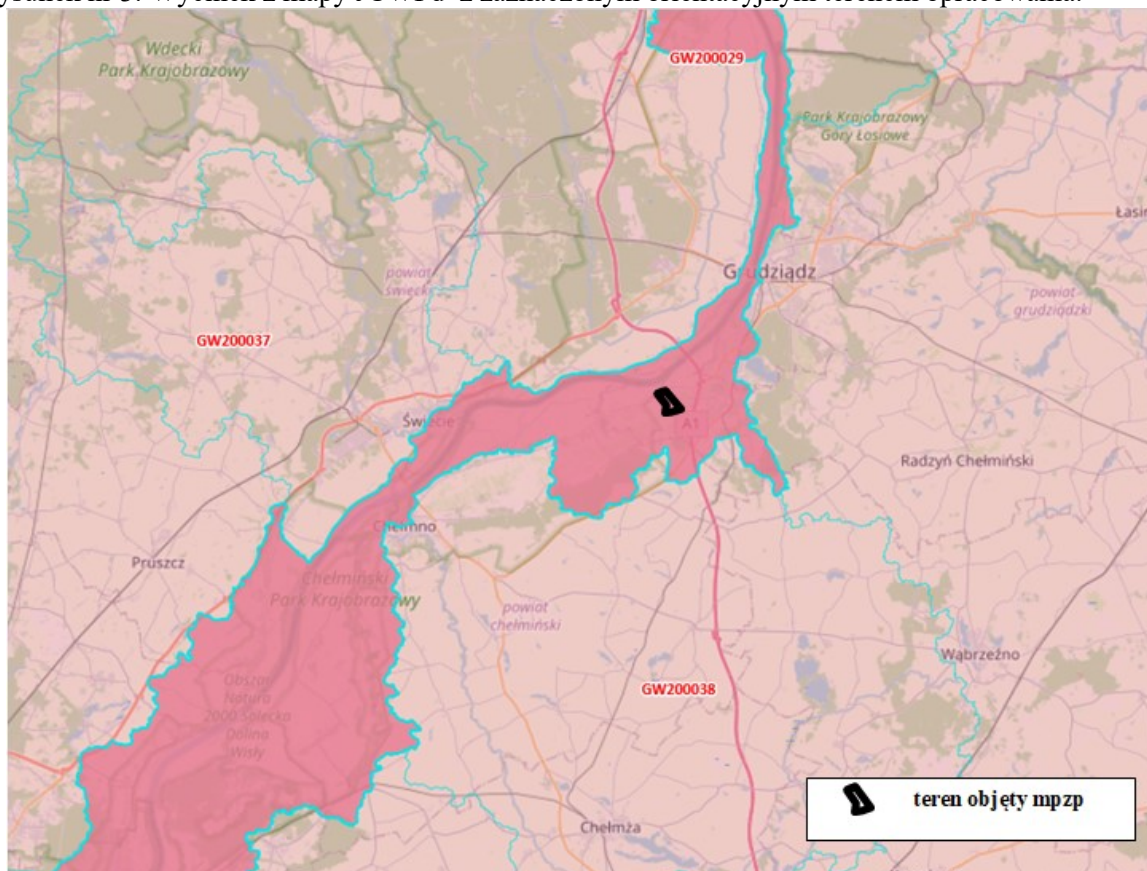 Wdecki
Park Krajobrazowy
GW200029
Park Krajobrazowy
Góry Łosiowe
Łasin
powiat
świecki
Grudziądz
powiat
grudziądzki
GW200037
Świecie
A1
Radzyń Chełmiński
Chełmno
Pruszcz
Chełmiński
Park Krajobrazowy
powiat
chełmiński
Wąbrzeźno
Obszar
Natura
2000 Solecka
Dolina
Wisły
GW200038
teren objęty mpzp
Chełmża